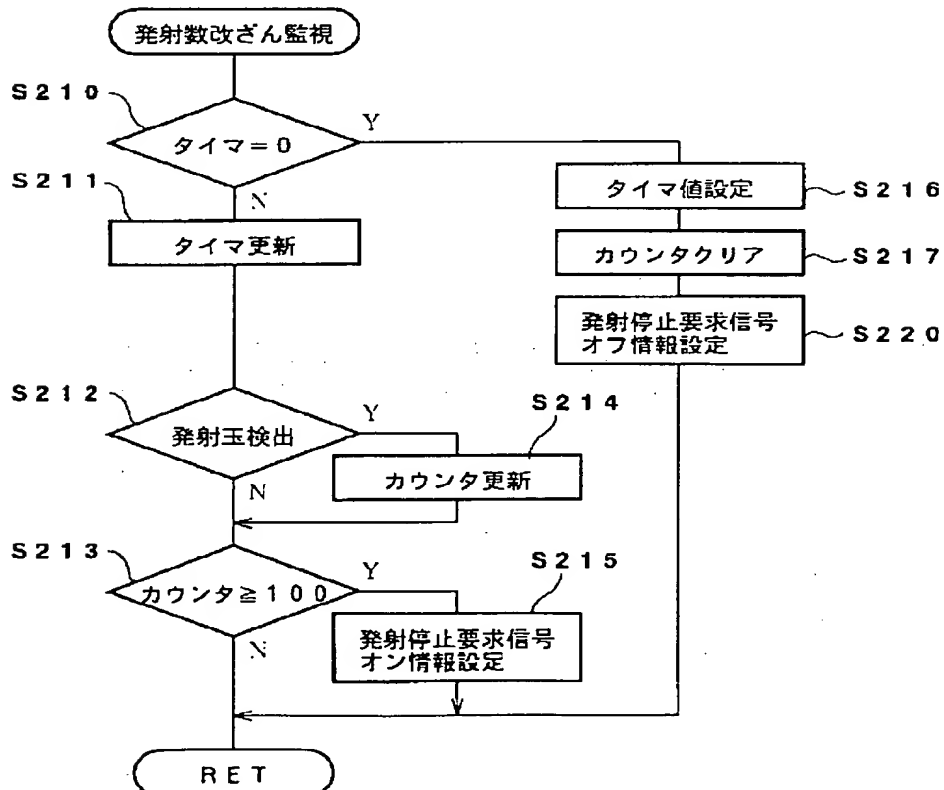 発射数改ざん監視
S210
タイマ＝0
Y
N
S211
タイマ更新
タイマ値設定
S216
カウンタクリア
S217
発射停止要求信号
オフ情報設定
S220
S212
発射玉検出
Y
N
S214
カウンタ更新
S213
カウンタ≧100
Y
N
S215
発射停止要求信号
オン情報設定
RET